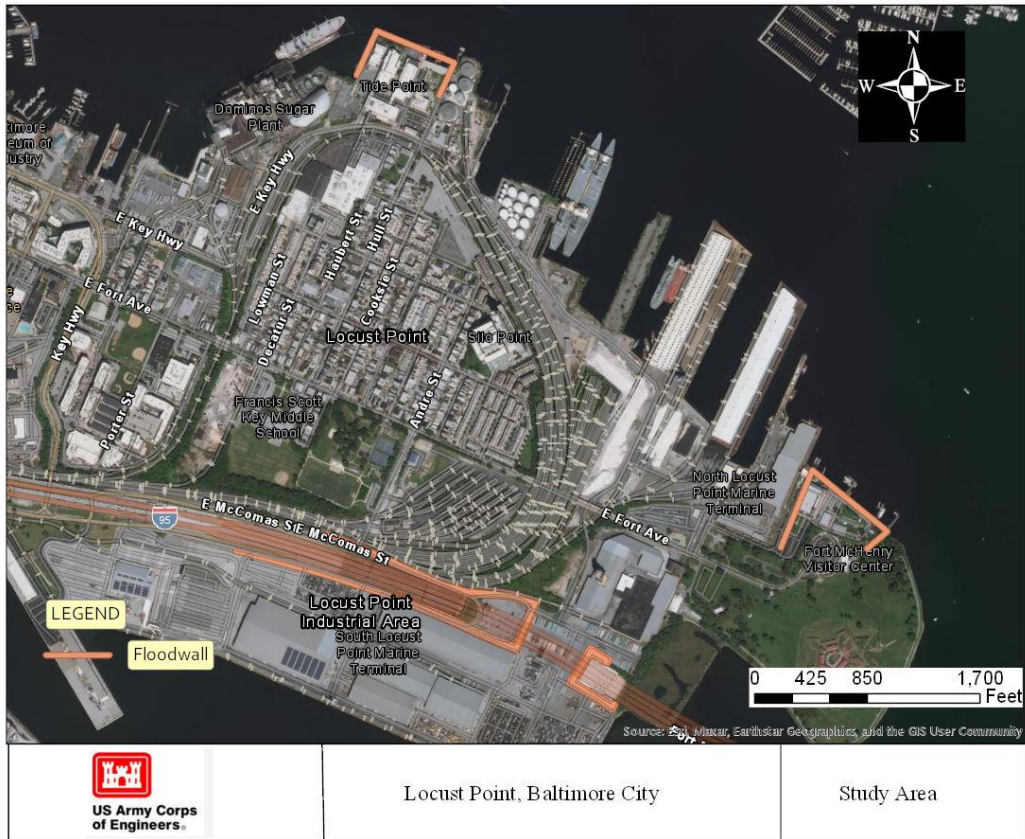 N
W E
S
Tide Point
Dominos Sugar
Plant
timore
eum of
ustry
E Key Hwy
E Key Hwy
E Fort Ave
Key Hwy
Porter St
Lowman St
Decatur St
Haubert St
Hull St
Cooksie St
Locust Point
Silo Point
Andre St
Francis Scott
Key Middle
School
North Locust
Point Marine
Terminal
E Fort Ave
Fort McHenry
Visitor Center
95
E McComas St
E McComas St
Locust Point
Industrial Area
South Locust
Point Marine
Terminal
LEGEND
Floodwall
0 425 850 1,700
Feet
Source: Esri, Maxar, Earthstar Geographics, and the GIS User Community
US Army Corps
of Engineers®
Locust Point, Baltimore City
Study Area